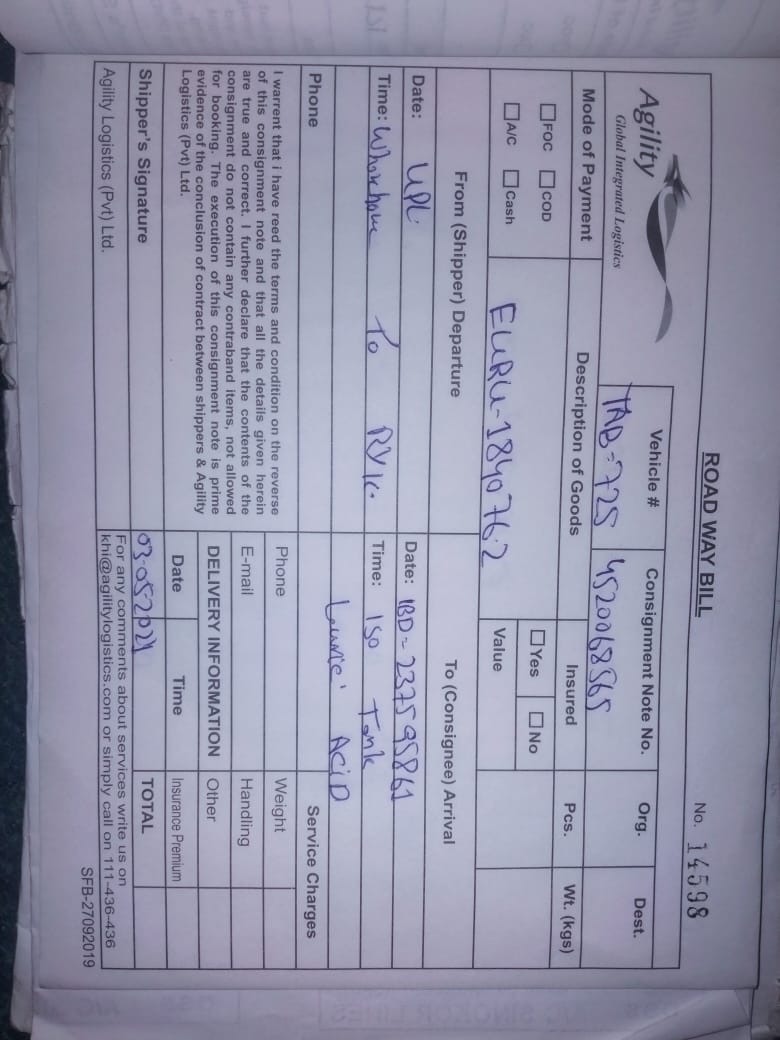 ROAD WAY BILL
No. 14598
Agility
Global Integrated Logistics
Vehicle #
Consignment Note No.
Org.
Dest.
TAB-725
4520068565
Mode of Payment
Description of Goods
Insured
Pcs.
Wt. (kgs)
FOC COD
Yes No
A/C Cash
Value
EURU-184076.2
From (Shipper) Departure
To (Consignee) Arrival
Date: UPL
Date: IBD-237595861
Time: To RYK.
Time: ISO Tank
ACiD
Phone
Service Charges
I warrent that i have reed the terms and condition on the reverse
of this consignment note and that all the details given herein
are true and correct. I further declare that the contents of the
consignment do not contain any contraband items, not allowed
for booking. The execution of this consignment note is prime
evidence of the conclusion of contract between shippers & Agility
Logistics (Pvt) Ltd.
Phone
Weight
E-mail
Handling
DELIVERY INFORMATION
Other
Date
Time
Insurance Premium
Shipper's Signature
03-05-2021
TOTAL
Agility Logistics (Pvt) Ltd.
For any comments about services write us on
khi@agilitylogistics.com or simply call on 111-436-436
SFB-27092019